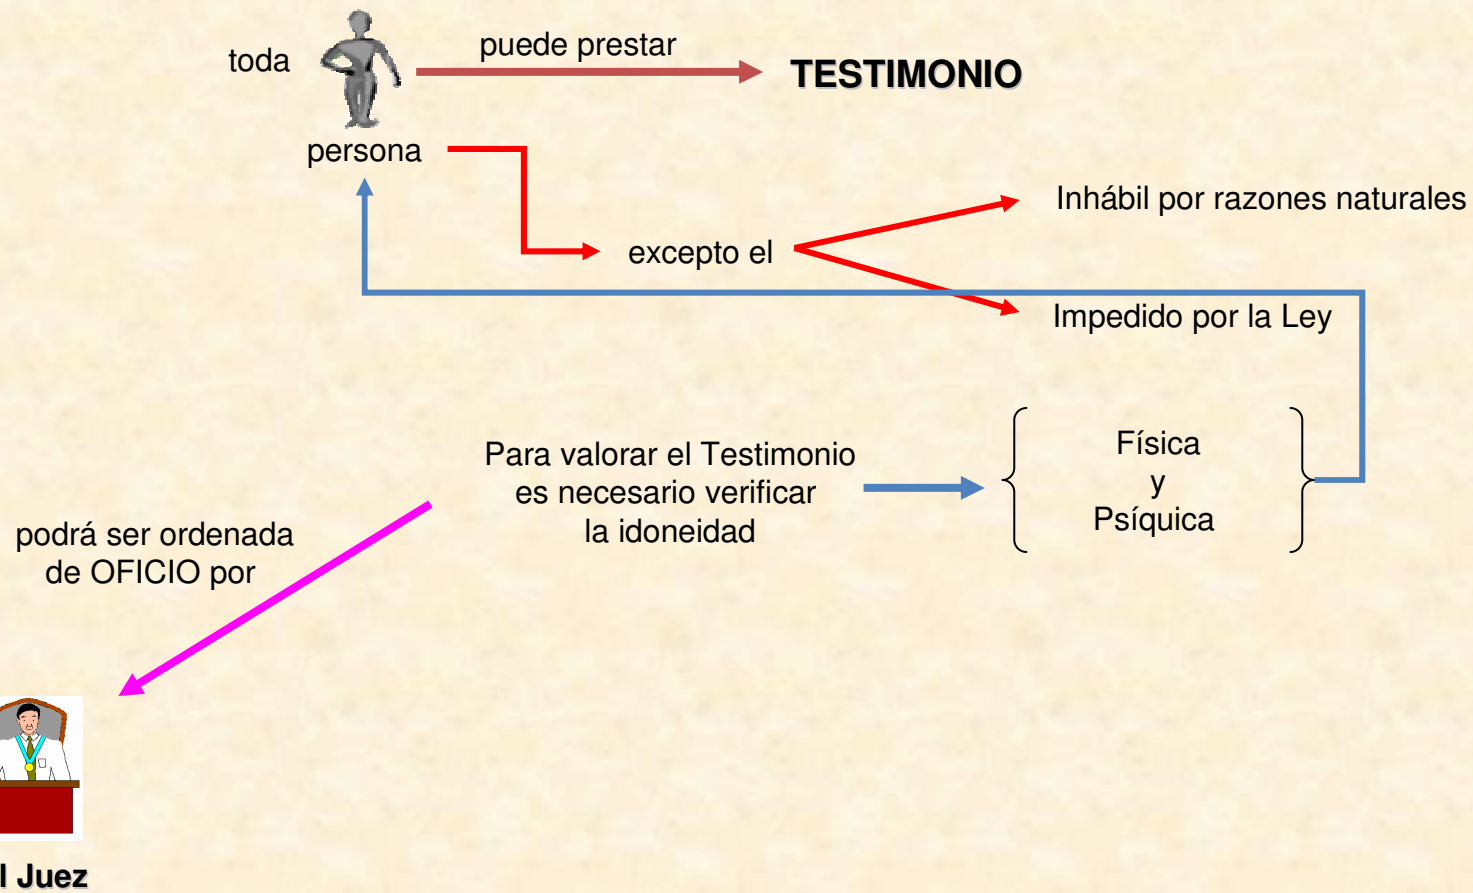 toda
puede prestar
TESTIMONIO
persona
Inhábil por razones naturales
excepto el
Impedido por la Ley
Para valorar el Testimonio
es necesario verificar
la idoneidad
Física
y
Psíquica
podrá ser ordenada
de OFICIO por
l Juez